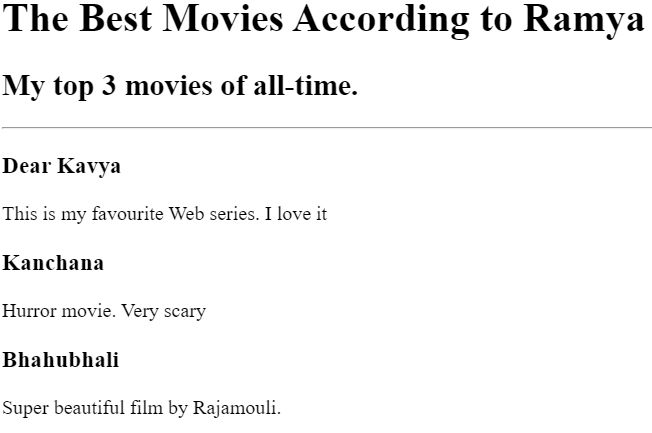 The Best Movies According to Ramya
My top 3 movies of all-time.
Dear Kavya
This is my favourite Web series. I love it
Kanchana
Hurror movie. Very scary
Bhahubhali
Super beautiful film by Rajamouli.